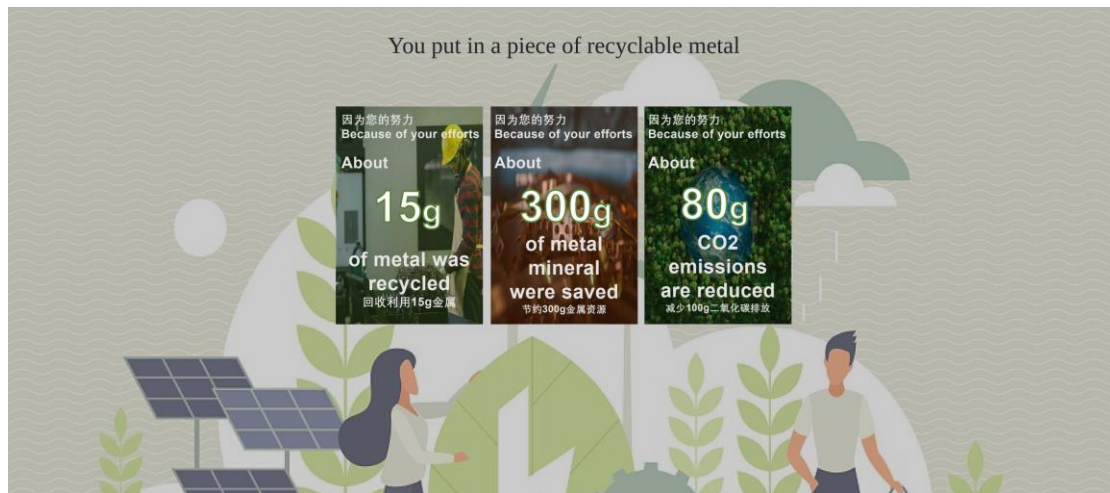 You put in a piece of recyclable metal
因为您的努力
Because of your efforts
About
15g
of metal was
recycled
回收利用15g金属
因为您的努力
Because of your efforts
About
300g
of metal
mineral
were saved
节约300g金属资源
因为您的努力
Because of your efforts
About
80g
CO2
emissions
are reduced
减少100g二氧化碳排放